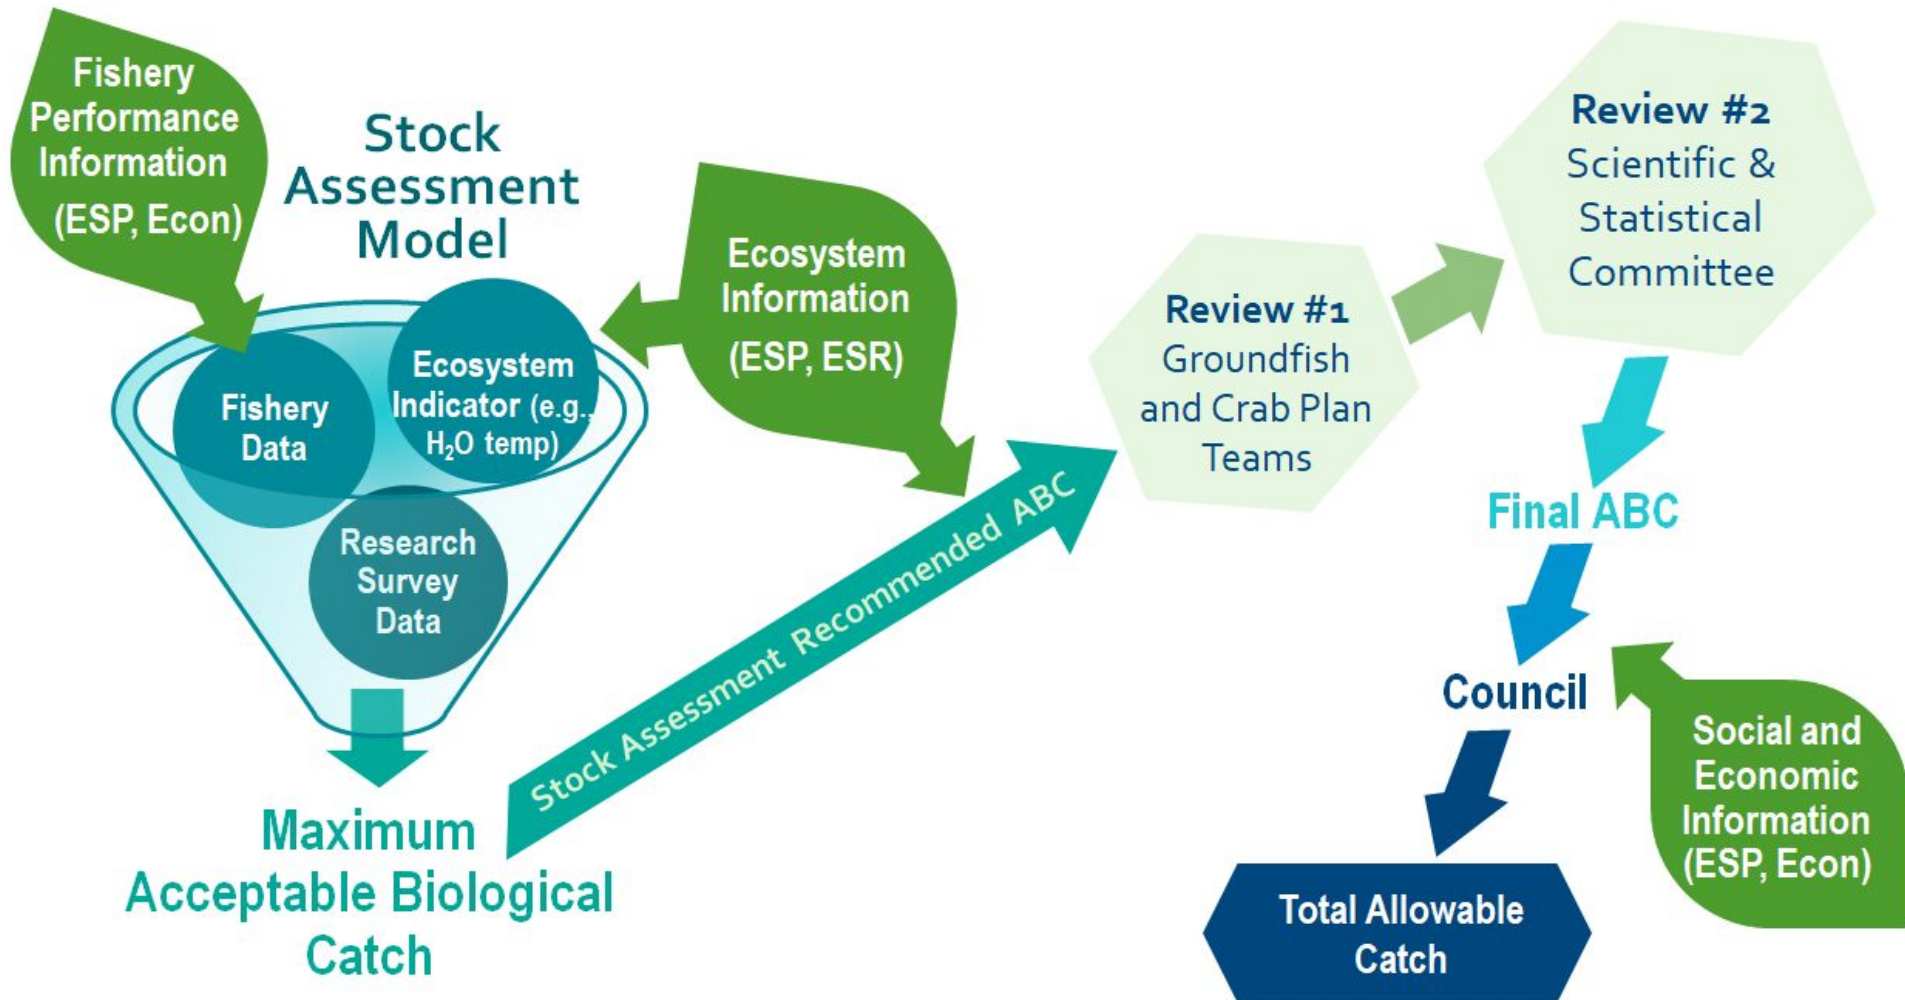 Fishery
Performance
Information
(ESP, Econ)
Stock
Assessment
Model
Ecosystem
Information
(ESP, ESR)
Fishery
Data
Ecosystem
Indicator (e.g.,
H₂O temp)
Research
Survey
Data
Maximum
Acceptable Biological
Catch
Stock Assessment Recommended ABC
Review #1
Groundfish
and Crab Plan
Teams
Review #2
Scientific &
Statistical
Committee
Final ABC
Council
Social and
Economic
Information
(ESP, Econ)
Total Allowable
Catch